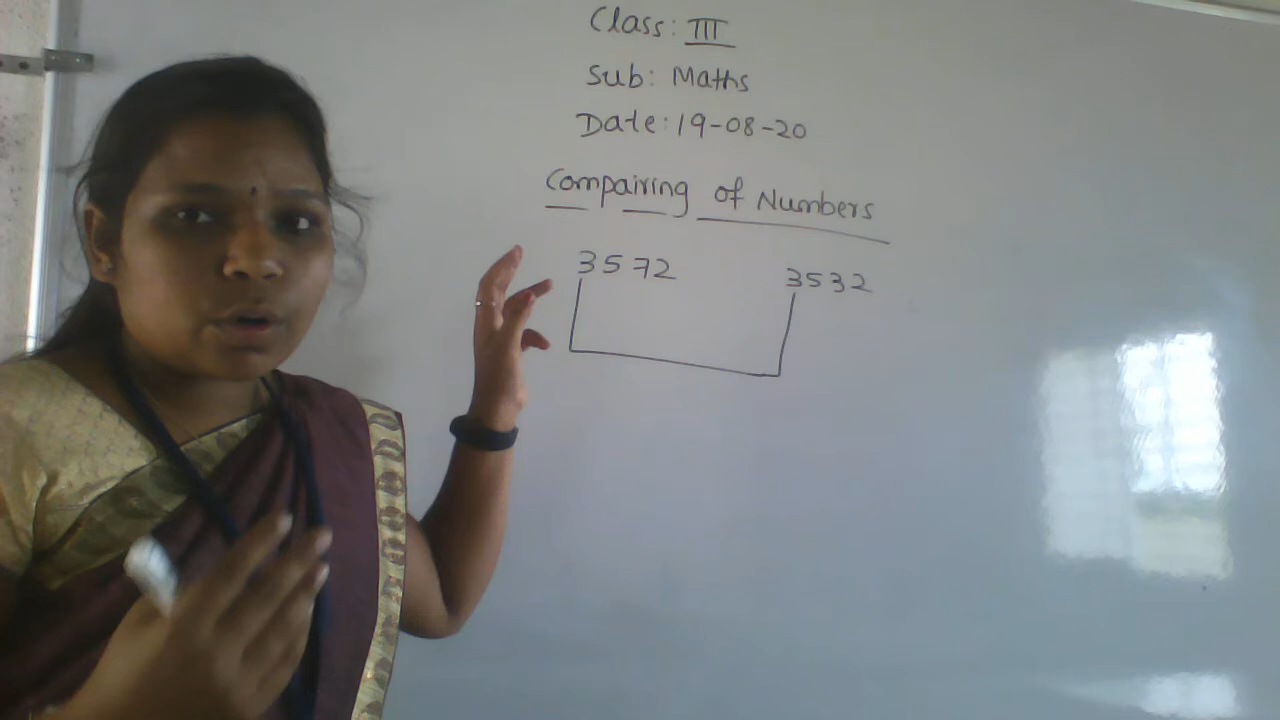 Class: III
Sub: Maths
Date: 19-08-20
Compairing of Numbers
3572 3532